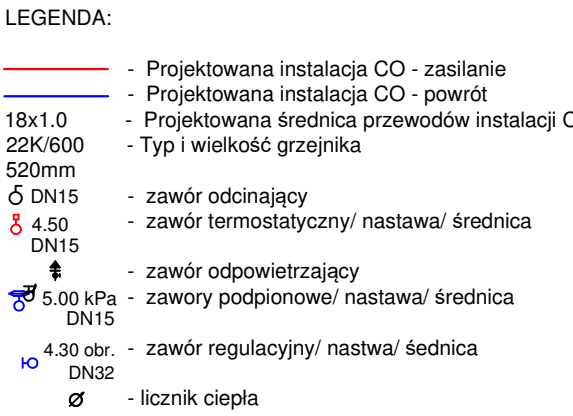 LEGENDA:
- Projektowana instalacja CO - zasilanie
- Projektowana instalacja CO - powrót
18x1.0 - Projektowana średnica przewodów instalacji C
22K/600 - Typ i wielkość grzejnika
520mm
DN15 - zawór odcinający
4.50 - zawór termostatyczny/ nastawa/ średnica
DN15
- zawór odpowietrzający
5.00 kPa - zawory podpionowe/ nastawa/ średnica
DN15
4.30 obr. - zawór regulacyjny/ nastwa/ śednica
DN32
- licznik ciepła